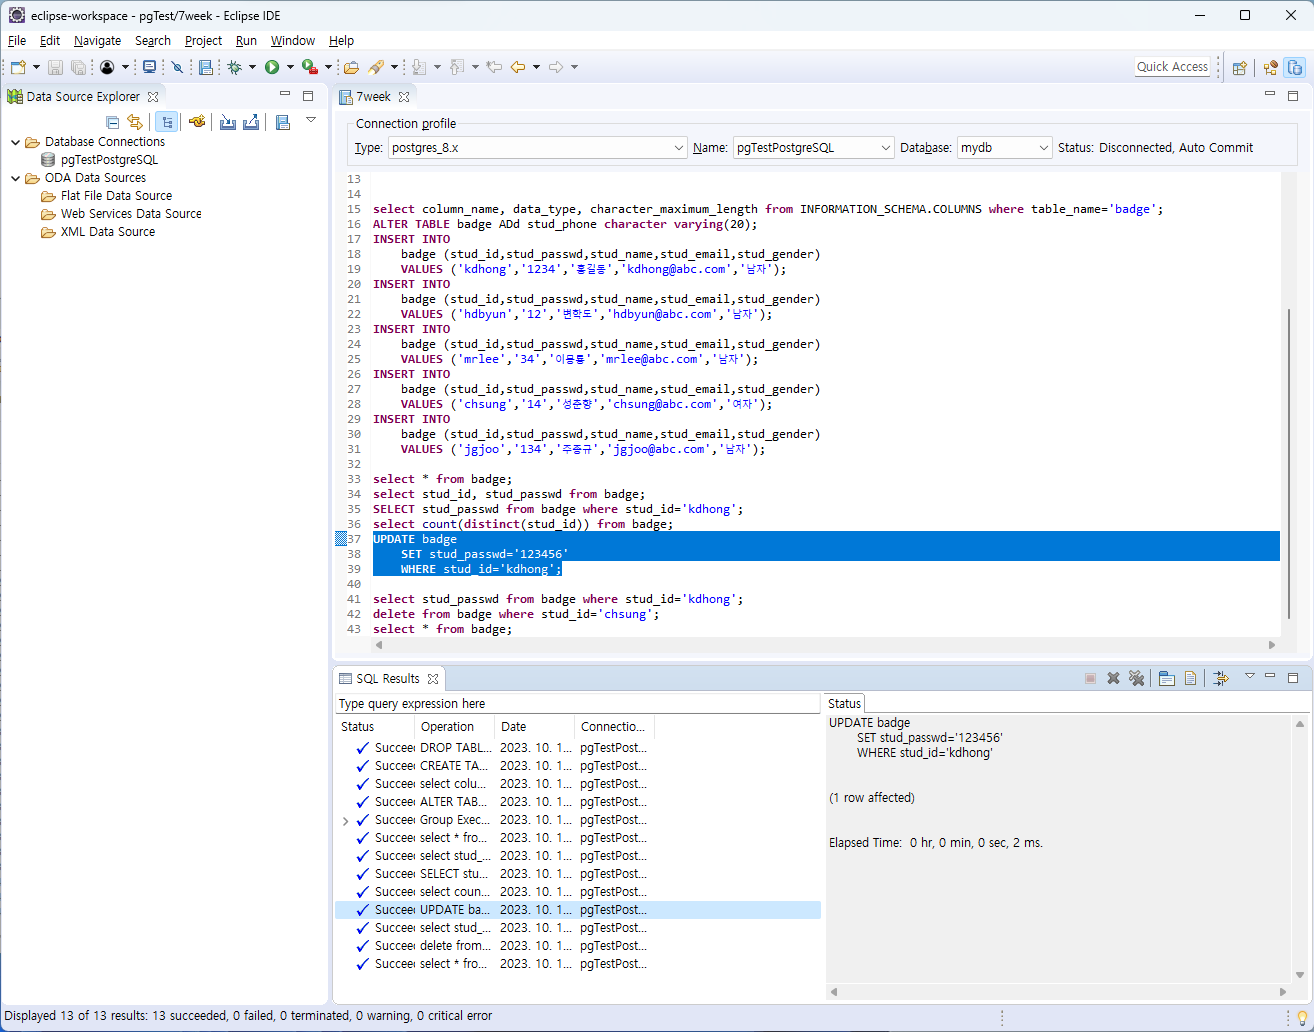 eclipse-workspace - pgTest/7week - Eclipse IDE
File Edit Navigate Search Project Run Window Help
Quick Access
Data Source Explorer
Database Connections
pgTestPostgreSQL
ODA Data Sources
Flat File Data Source
Web Services Data Source
XML Data Source
7week
Connection profile
Type: postgres_8.x Name: pgTestPostgreSQL Database: mydb Status: Disconnected, Auto Commit
13
14
15 select column_name, data_type, character_maximum_length from INFORMATION_SCHEMA.COLUMNS where table_name='badge';
16 ALTER TABLE badge ADd stud_phone character varying(20);
17 INSERT INTO
18 badge (stud_id,stud_passwd,stud_name,stud_email,stud_gender)
19 VALUES ('kdhong','1234','홍길동','kdhong@abc.com','남자');
20 INSERT INTO
21 badge (stud_id,stud_passwd,stud_name,stud_email,stud_gender)
22 VALUES ('hdbyun','12','변학도','hdbyun@abc.com','남자');
23 INSERT INTO
24 badge (stud_id,stud_passwd,stud_name,stud_email,stud_gender)
25 VALUES ('mrlee','34','이몽룡','mrlee@abc.com','남자');
26 INSERT INTO
27 badge (stud_id,stud_passwd,stud_name,stud_email,stud_gender)
28 VALUES ('chsung','14','성춘향','chsung@abc.com','여자');
29 INSERT INTO
30 badge (stud_id,stud_passwd,stud_name,stud_email,stud_gender)
31 VALUES ('jgjoo','134','주종규','jgjoo@abc.com','남자');
32
33 select * from badge;
34 select stud_id, stud_passwd from badge;
35 SELECT stud_passwd from badge where stud_id='kdhong';
36 select count(distinct(stud_id)) from badge;
37 UPDATE badge
38 SET stud_passwd='123456'
39 WHERE stud_id='kdhong';
40
41 select stud_passwd from badge where stud_id='kdhong';
42 delete from badge where stud_id='chsung';
43 select * from badge;
SQL Results
Type query expression here
Status Operation Date Connectio...
Succee DROP TABL... 2023. 10. 1... pgTestPost...
Succee CREATE TA... 2023. 10. 1... pgTestPost...
Succee select colu... 2023. 10. 1... pgTestPost...
Succee ALTER TAB... 2023. 10. 1... pgTestPost...
Succee Group Exec... 2023. 10. 1... pgTestPost...
Succee select * fro... 2023. 10. 1... pgTestPost...
Succee select stud_... 2023. 10. 1... pgTestPost...
Succee SELECT stu... 2023. 10. 1... pgTestPost...
Succee select coun... 2023. 10. 1... pgTestPost...
Succee UPDATE ba... 2023. 10. 1... pgTestPost...
Succee select stud_... 2023. 10. 1... pgTestPost...
Succee delete from... 2023. 10. 1... pgTestPost...
Succee select * fro... 2023. 10. 1... pgTestPost...
Status
UPDATE badge
SET stud_passwd='123456'
WHERE stud_id='kdhong'
(1 row affected)
Elapsed Time: 0 hr, 0 min, 0 sec, 2 ms.
Displayed 13 of 13 results: 13 succeeded, 0 failed, 0 terminated, 0 warning, 0 critical error